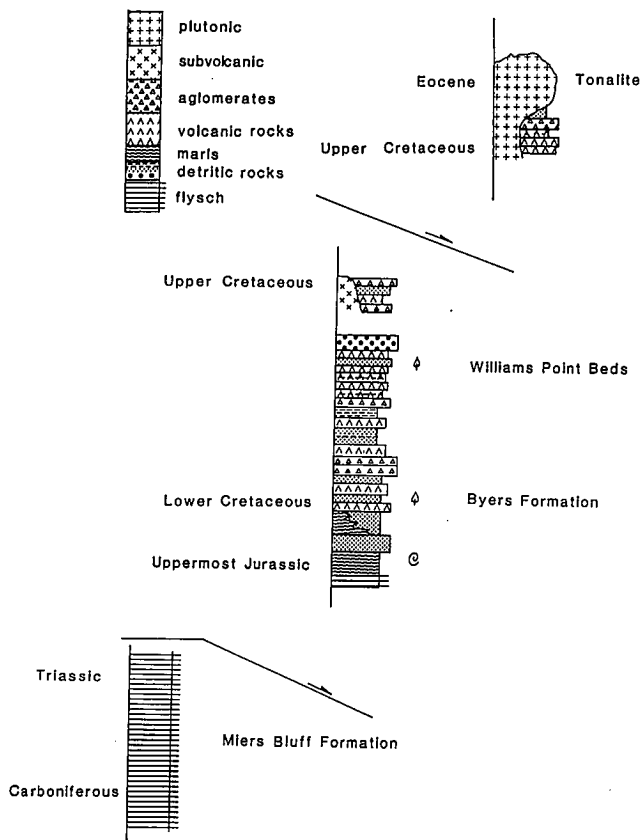 plutonic
subvolcanic
aglomerates
volcanic rocks
marls
detritic rocks
flysch
Eocene
Tonalite
Upper Cretaceous
Upper Cretaceous
Williams Point Beds
Lower Cretaceous
Byers Formation
Uppermost Jurassic
Triassic
Miers Bluff Formation
Carboniferous